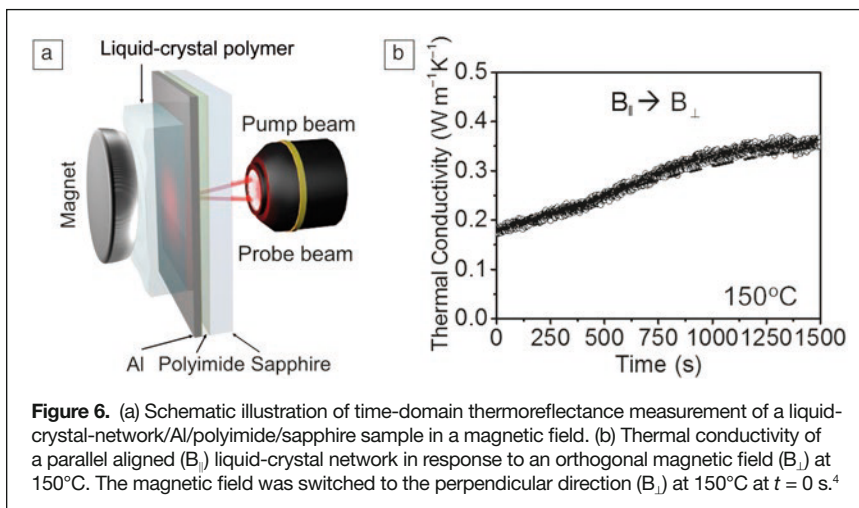 a
Liquid-crystal polymer
Magnet
Pump beam
Probe beam
Al Polyimide Sapphire
b
Thermal Conductivity (W m⁻¹K⁻¹)
0.5
0.4
0.3
0.2
0.1
0.0
B∥ → B⊥
150°C
0 250 500 750 1000 1250 1500
Time (s)
Figure 6. (a) Schematic illustration of time-domain thermoreflectance measurement of a liquid-
crystal-network/Al/polyimide/sapphire sample in a magnetic field. (b) Thermal conductivity of
a parallel aligned (B∥) liquid-crystal network in response to an orthogonal magnetic field (B⊥) at
150°C. The magnetic field was switched to the perpendicular direction (B⊥) at 150°C at t = 0 s.⁴